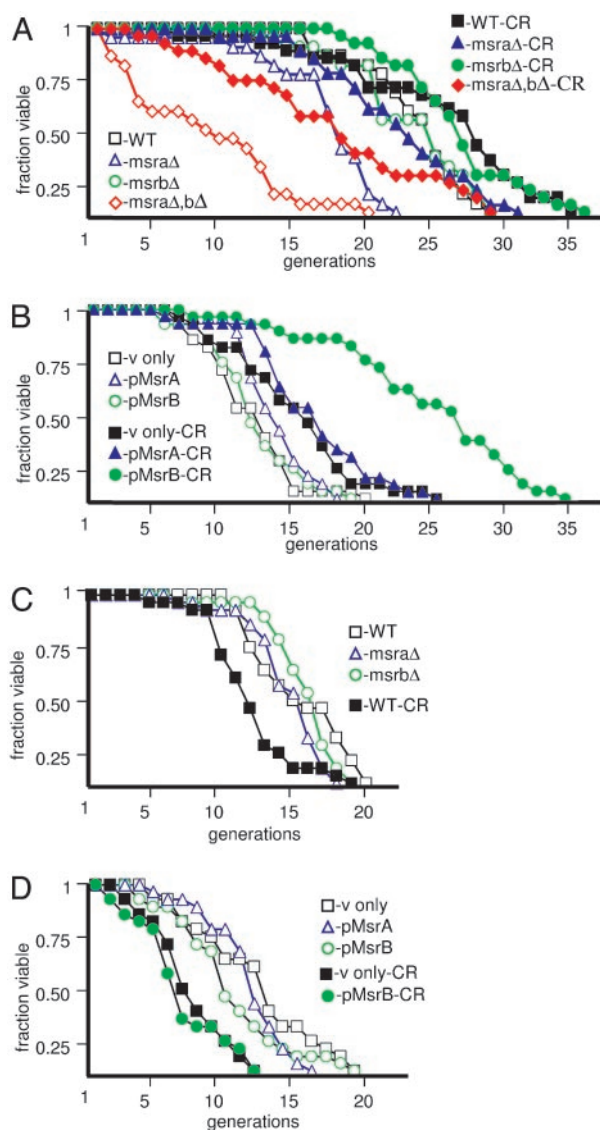 A
fraction viable
1
0.75
0.50
0.25
-WT-CR
-msraΔ-CR
-msrbΔ-CR
-msraΔ,bΔ-CR
-WT
-msraΔ
-msrbΔ
-msraΔ,bΔ
1 5 10 15 20 25 30 35
generations
B
fraction viable
1
0.75
0.50
0.25
-v only
-pMsrA
-pMsrB
-v only-CR
-pMsrA-CR
-pMsrB-CR
1 5 10 15 20 25 30 35
generations
C
fraction viable
1
0.75
0.50
0.25
-WT
-msraΔ
-msrbΔ
-WT-CR
1 5 10 15 20
generations
D
fraction viable
1
0.75
0.50
0.25
-v only
-pMsrA
-pMsrB
-v only-CR
-pMsrB-CR
1 5 10 15 20
generations